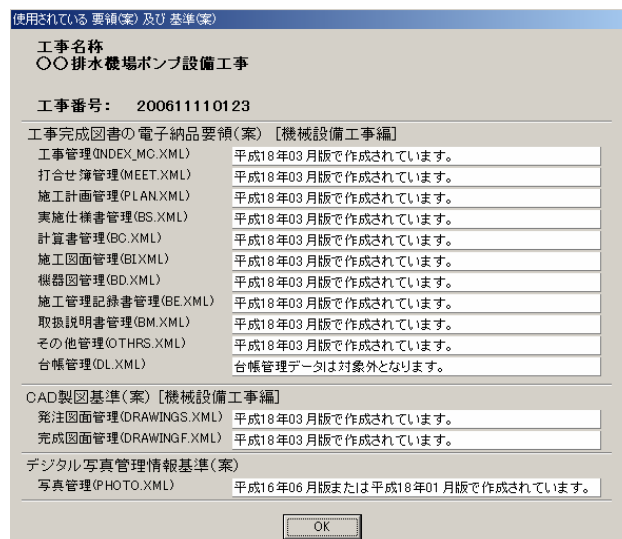 使用されている 要領(案) 及び 基準(案)
工事名称
〇〇排水機場ポンプ設備工事
工事番号： 200611110123
工事完成図書の電子納品要領(案) [機械設備工事編]
工事管理(INDEX_MC.XML) 平成18年03月版で作成されています。
打合せ簿管理(MEET.XML) 平成18年03月版で作成されています。
施工計画管理(PLAN.XML) 平成18年03月版で作成されています。
実施仕様書管理(BS.XML) 平成18年03月版で作成されています。
計算書管理(BC.XML) 平成18年03月版で作成されています。
施工図面管理(BI.XML) 平成18年03月版で作成されています。
機器図管理(BD.XML) 平成18年03月版で作成されています。
施工管理記録書管理(BE.XML) 平成18年03月版で作成されています。
取扱説明書管理(BM.XML) 平成18年03月版で作成されています。
その他管理(OTHRS.XML) 平成18年03月版で作成されています。
台帳管理(DL.XML) 台帳管理データは対象外となります。
CAD製図基準(案) [機械設備工事編]
発注図面管理(DRAWINGS.XML) 平成18年03月版で作成されています。
完成図面管理(DRAWINGF.XML) 平成18年03月版で作成されています。
デジタル写真管理情報基準(案)
写真管理(PHOTO.XML) 平成16年06月版または平成18年01月版で作成されています。
OK